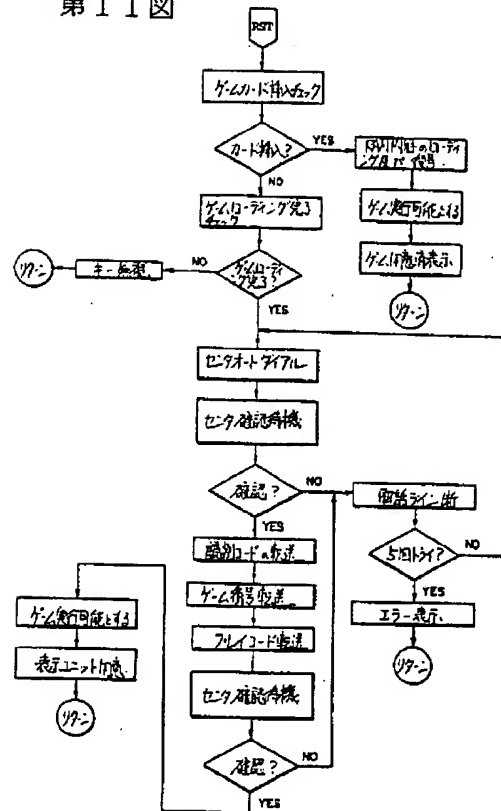 第11図
RST
ゲームカード挿入チェック
カード挿入?
YES
NO
ゲームローディング完了
チェック
ゲーム実行可能とする
ゲーム用意済表示
リターン
ゲームローディ
ング完了?
NO
キー無視
リターン
YES
センタオートダイアル
センタ確認待機
確認?
NO
電話ライン断
YES
5回トライ?
NO
識別コードの転送
YES
ゲーム番号転送
エラー表示
ゲーム実行可能とする
プレイコード転送
リターン
表示ユニット
センタ確認待機
リターン
確認?
NO
YES